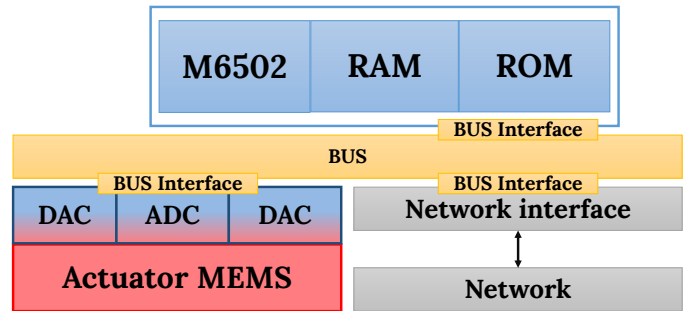 M6502 RAM ROM
BUS Interface
BUS
BUS Interface BUS Interface
DAC ADC DAC Network interface
Actuator MEMS Network